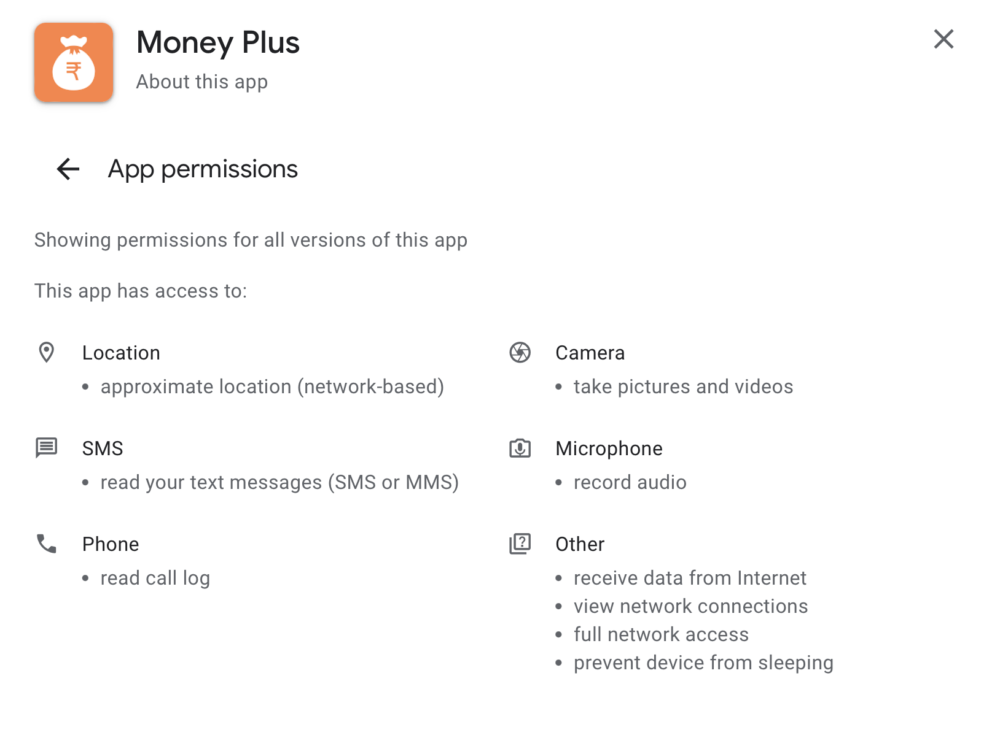 ₹
Money Plus
About this app
App permissions
Showing permissions for all versions of this app
This app has access to:
Location
• approximate location (network-based)
SMS
• read your text messages (SMS or MMS)
Phone
• read call log
Camera
• take pictures and videos
Microphone
• record audio
Other
• receive data from Internet
• view network connections
• full network access
• prevent device from sleeping